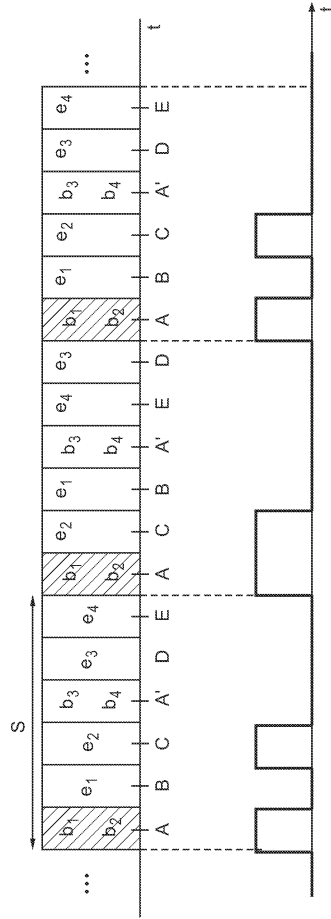 S
... b₁ e₁ e₂ b₃ e₃ e₄ b₁ e₂ e₁ b₃ e₄ e₃ b₁ e₁ e₂ b₃ e₃ e₄ ...
b₂ b₄ b₂ b₄ b₂ b₄
t
A B C A' D E A C B A' E D A B C A' D E
t